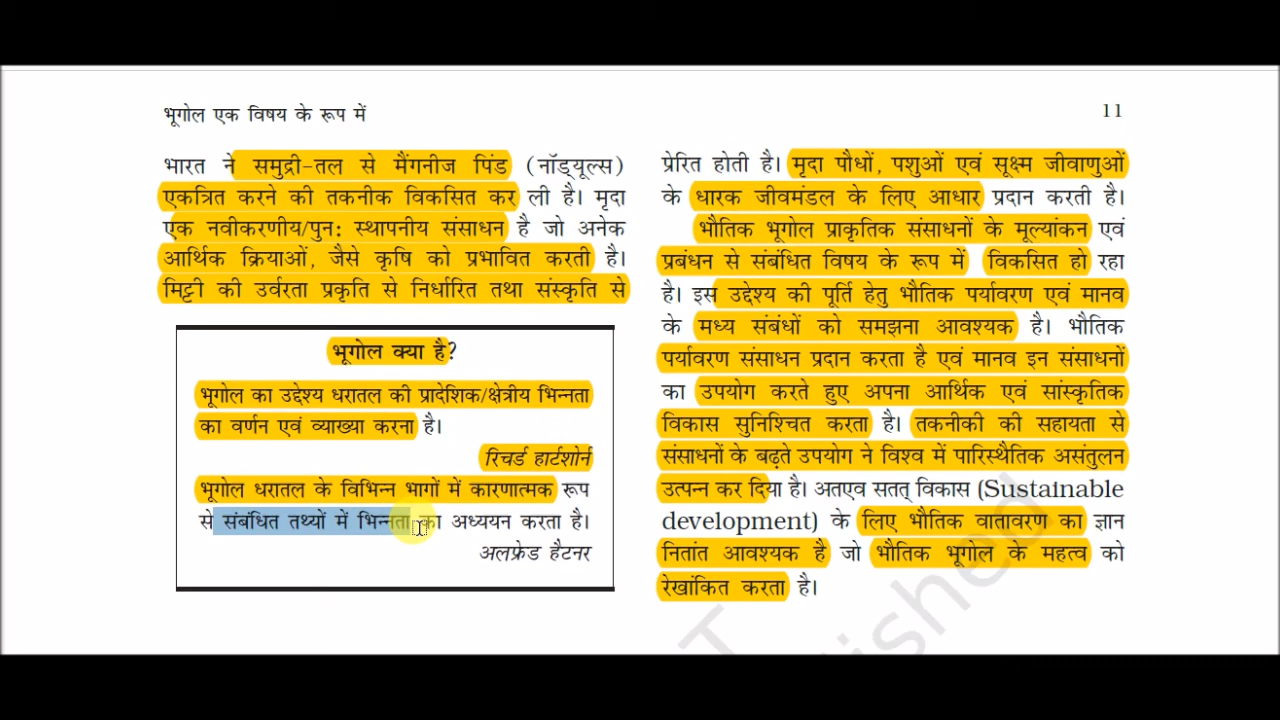 भूगोल एक विषय के रूप में
11
भारत ने समुद्री-तल से मैंगनीज पिंड (नॉड्यूल्स)
एकत्रित करने की तकनीक विकसित कर ली है। मृदा
एक नवीकरणीय/पुन: स्थापनीय संसाधन है जो अनेक
आर्थिक क्रियाओं, जैसे कृषि को प्रभावित करती है।
मिट्टी की उर्वरता प्रकृति से निर्धारित तथा संस्कृति से
भूगोल क्या है?
भूगोल का उद्देश्य धरातल की प्रादेशिक/क्षेत्रीय भिन्नता
का वर्णन एवं व्याख्या करना है।
रिचर्ड हार्टशोर्न
भूगोल धरातल के विभिन्न भागों में कारणात्मक रूप
से संबंधित तथ्यों में भिन्नता का अध्ययन करता है।
अलफ्रेड हैटनर
प्रेरित होती है। मृदा पौधों, पशुओं एवं सूक्ष्म जीवाणुओं
के धारक जीवमंडल के लिए आधार प्रदान करती है।
भौतिक भूगोल प्राकृतिक संसाधनों के मूल्यांकन एवं
प्रबंधन से संबंधित विषय के रूप में विकसित हो रहा
है। इस उद्देश्य की पूर्ति हेतु भौतिक पर्यावरण एवं मानव
के मध्य संबंधों को समझना आवश्यक है। भौतिक
पर्यावरण संसाधन प्रदान करता है एवं मानव इन संसाधनों
का उपयोग करते हुए अपना आर्थिक एवं सांस्कृतिक
विकास सुनिश्चित करता है। तकनीकी की सहायता से
संसाधनों के बढ़ते उपयोग ने विश्व में पारिस्थैतिक असंतुलन
उत्पन्न कर दिया है। अतएव सतत् विकास (Sustainable
development) के लिए भौतिक वातावरण का ज्ञान
नितांत आवश्यक है जो भौतिक भूगोल के महत्व को
रेखांकित करता है।